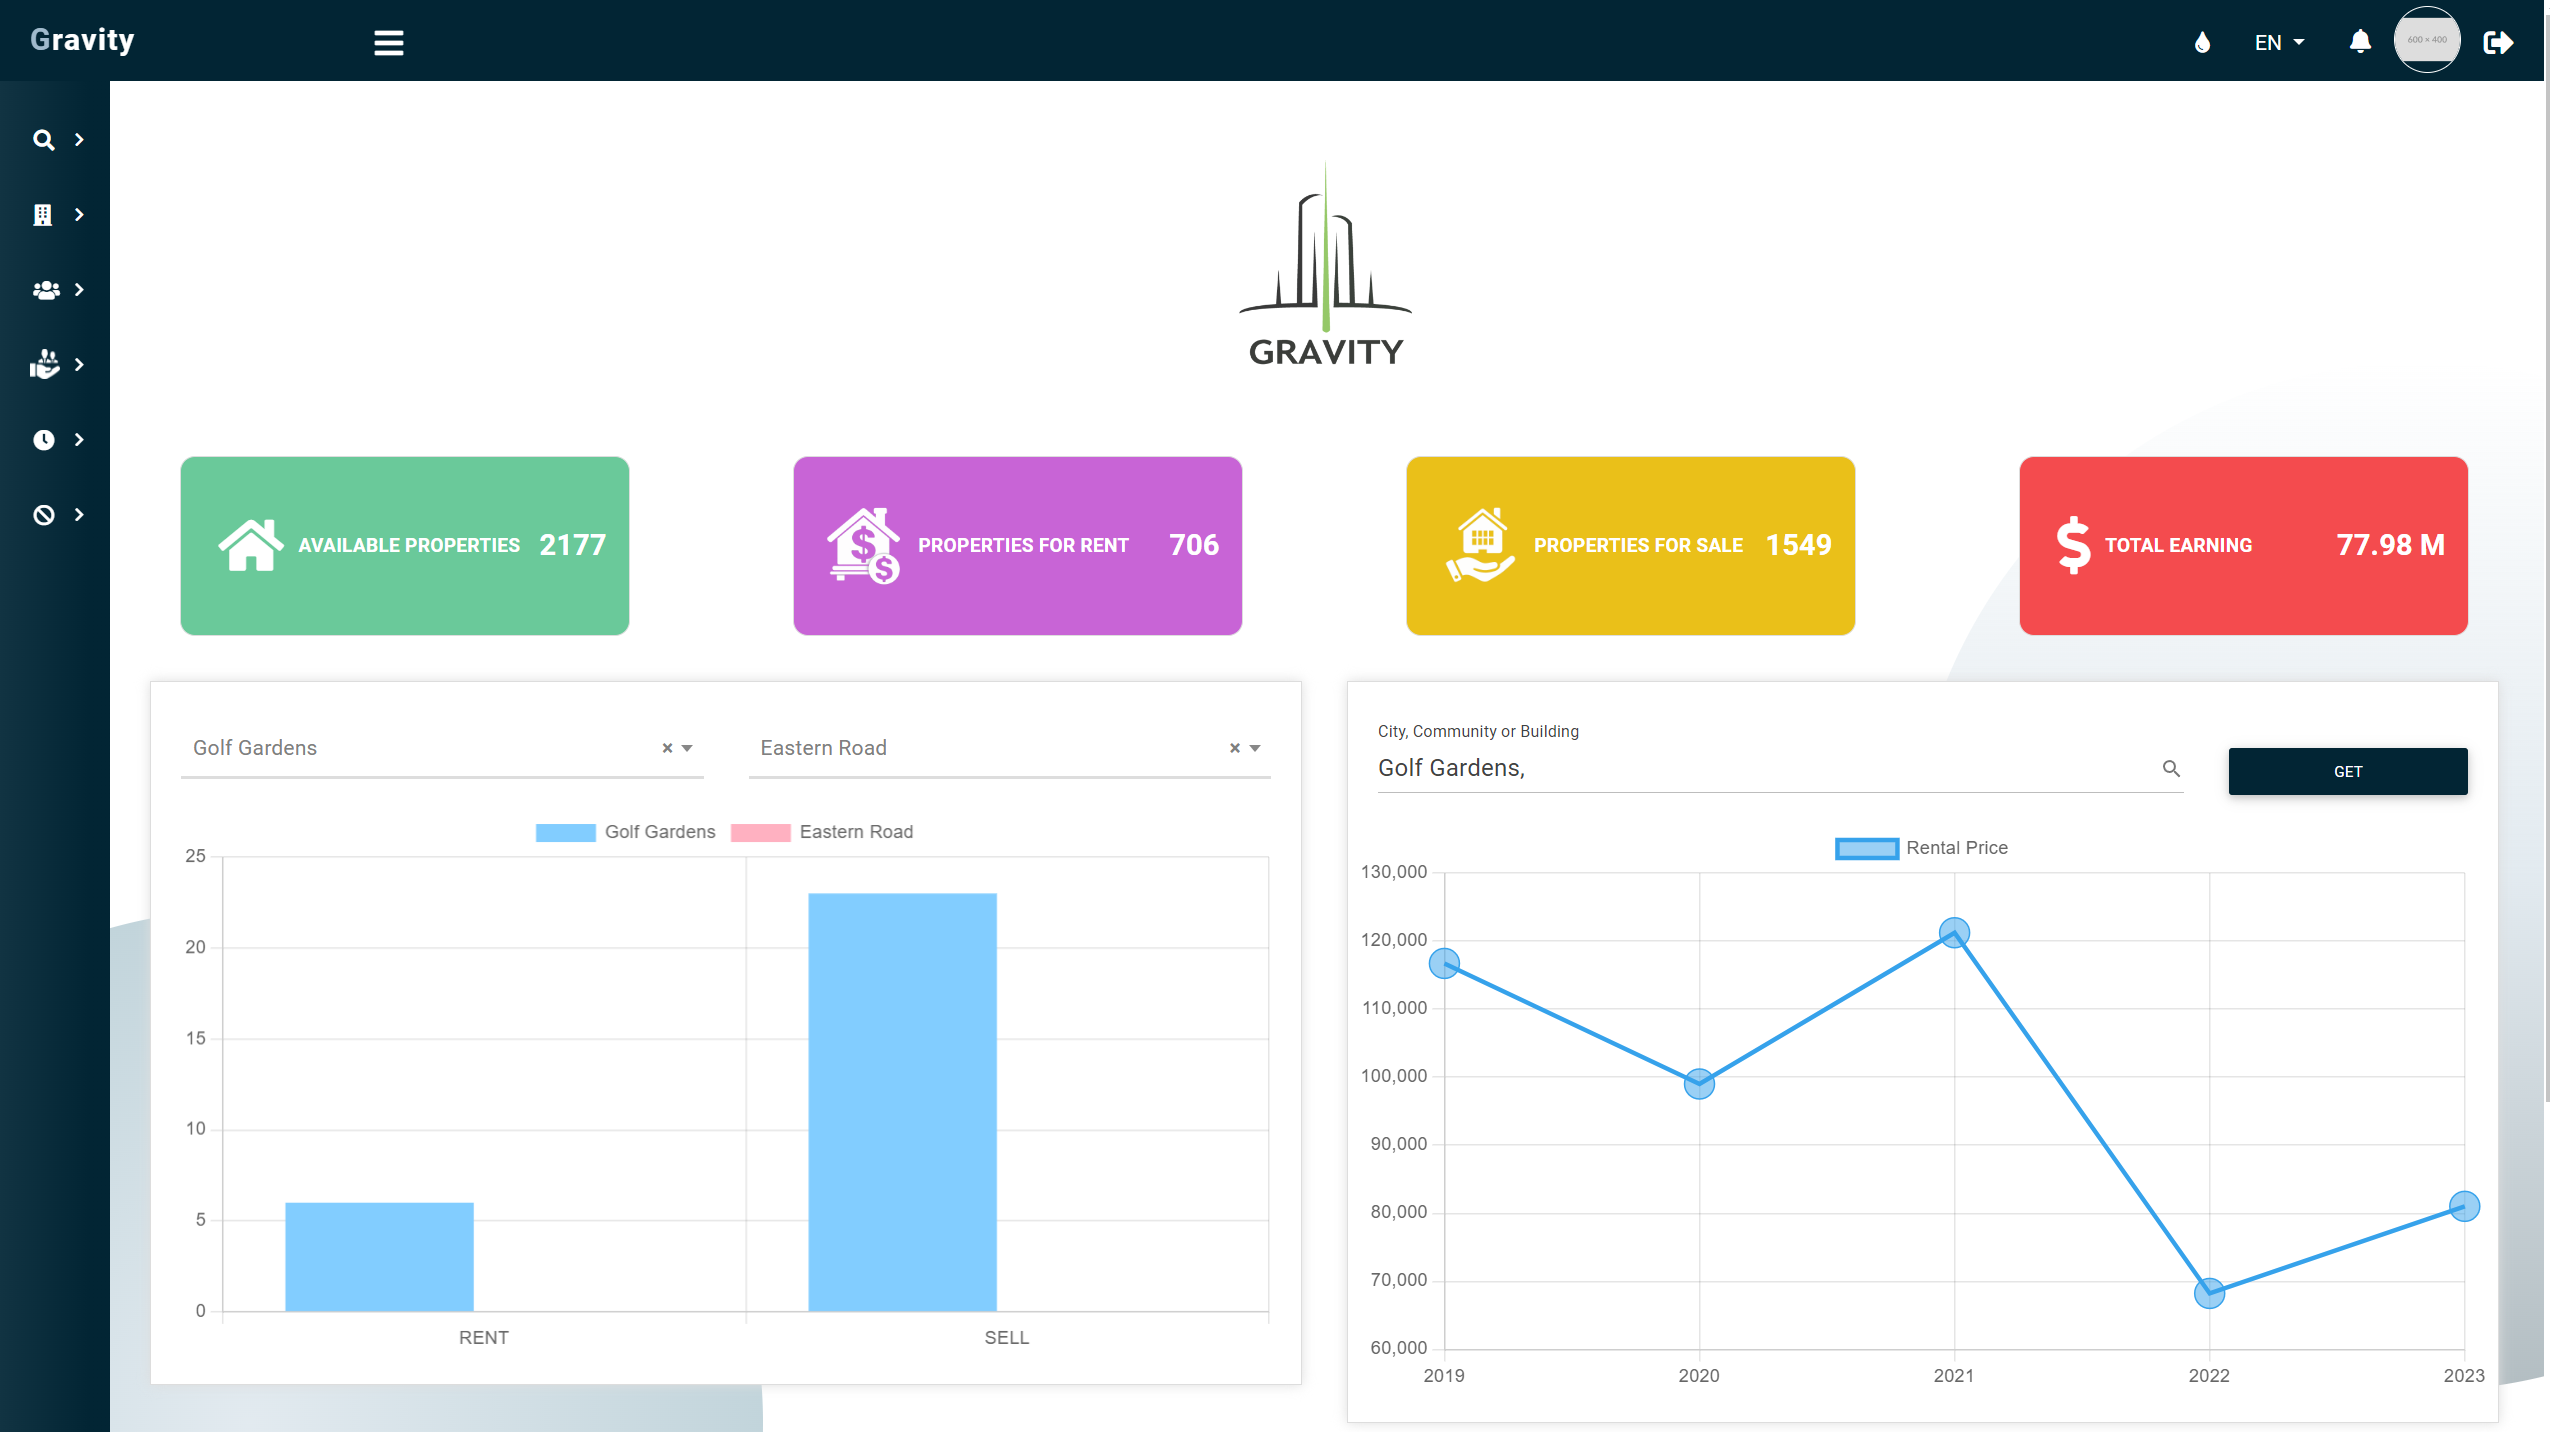 Gravity
EN
600 × 400
GRAVITY
AVAILABLE PROPERTIES 2177
PROPERTIES FOR RENT 706
PROPERTIES FOR SALE 1549
TOTAL EARNING 77.98 M
Golf Gardens × Eastern Road ×
Golf Gardens Eastern Road
25
20
15
10
5
0
RENT SELL
City, Community or Building
Golf Gardens,
GET
Rental Price
130,000
120,000
110,000
100,000
90,000
80,000
70,000
60,000
2019 2020 2021 2022 2023